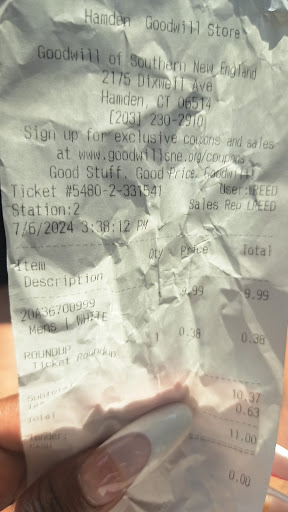 Hamden Goodwill Store
Goodwill of Southern New England
2175 Dixwell Ave
Hamden, CT 06514
(203) 230-2910
Sign up for exclusive coupons and sales
at www.goodwillsne.org/coupons
Good Stuff, Good Price. Goodwill!
Ticket #5480-2-331541 User:LREED
Station:2 Sales Rep LREED
7/6/2024 3:38:12 PM
Item Qty Price Total
Description
20A36700999 9.99 9.99
Mens | WHITE
ROUNDUP 1 0.38 0.38
Ticket Roundup
Subtotal 10.37
0.63
Total 11.00
Tender:
0.00